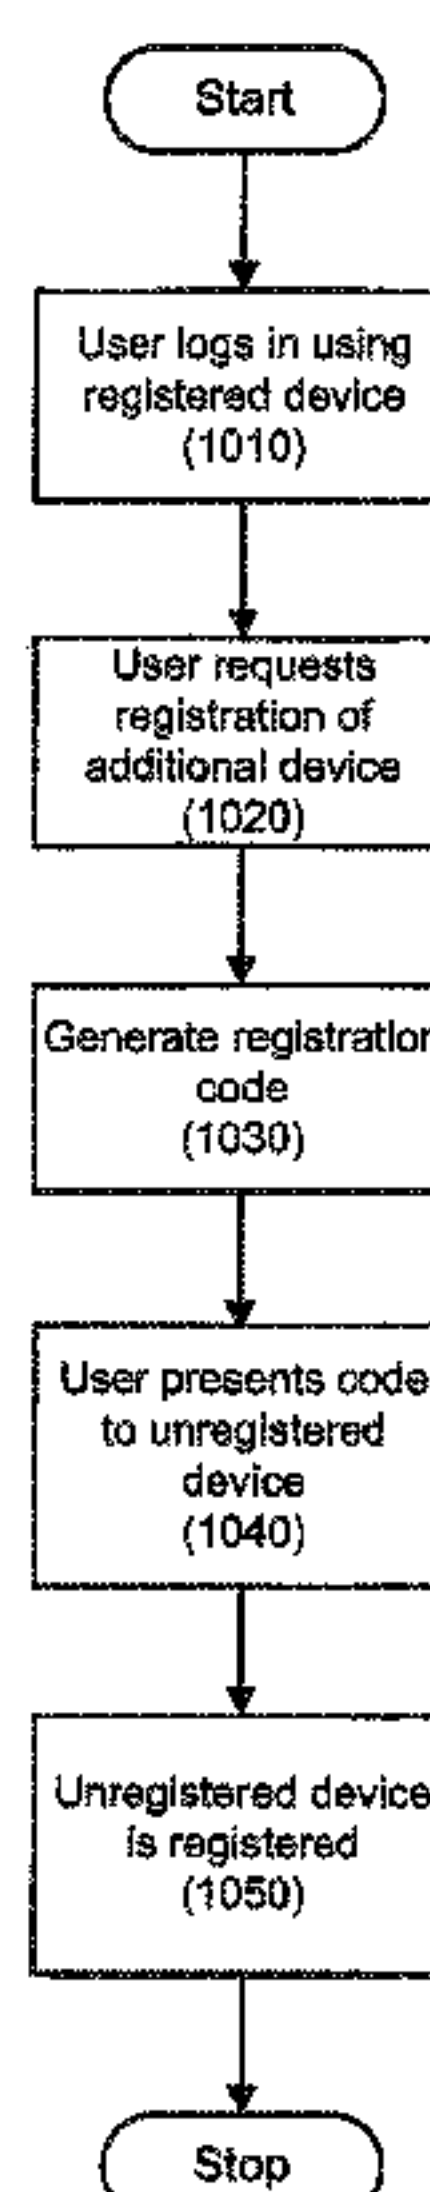 Start
User logs in using
registered device
(1010)
User requests
registration of
additional device
(1020)
Generate registration
code
(1030)
User presents code
to unregistered
device
(1040)
Unregistered device
is registered
(1050)
Stop